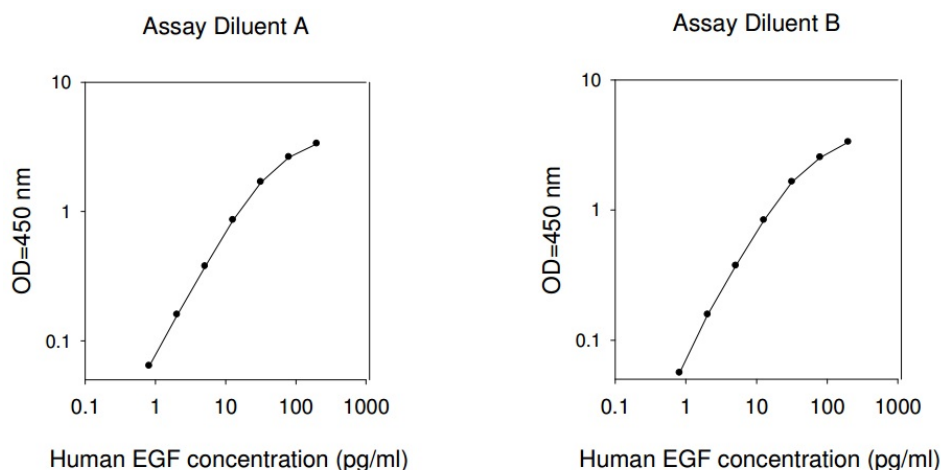 Assay Diluent A
10
1
0.1
OD=450 nm
0.1 1 10 100 1000
Human EGF concentration (pg/ml)
Assay Diluent B
10
1
0.1
OD=450 nm
0.1 1 10 100 1000
Human EGF concentration (pg/ml)